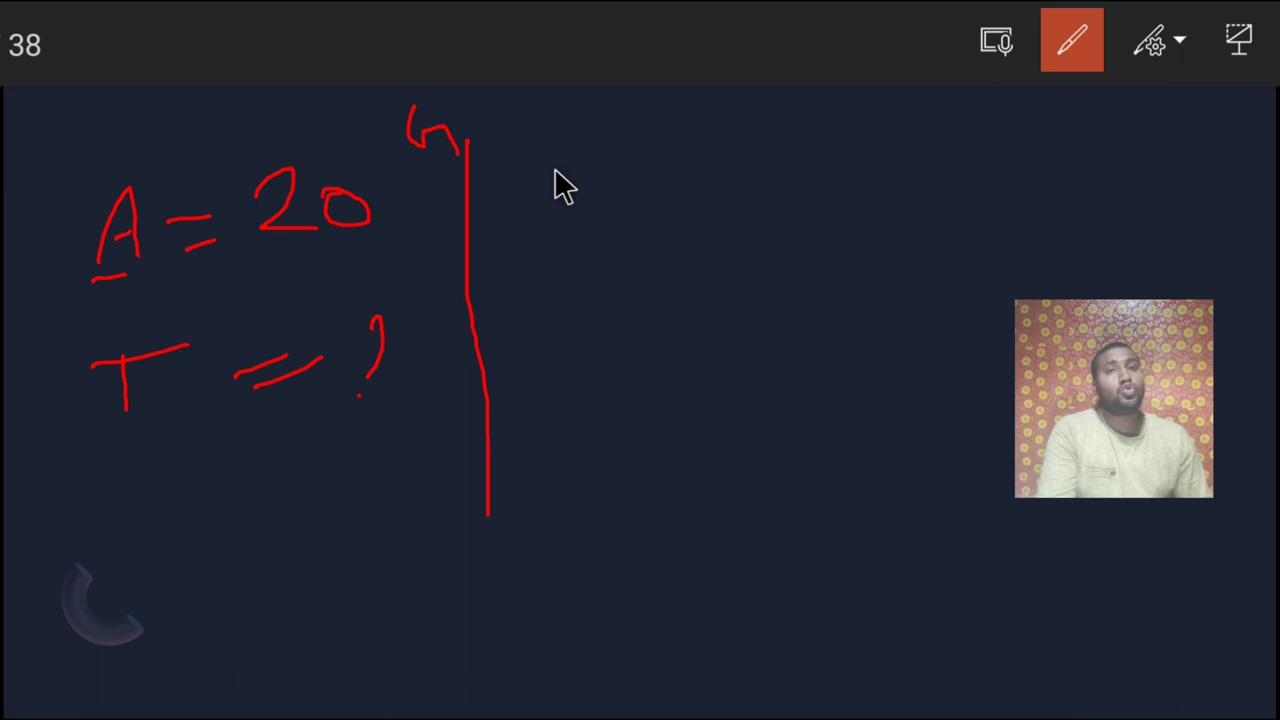 38
A = 20
T = ?